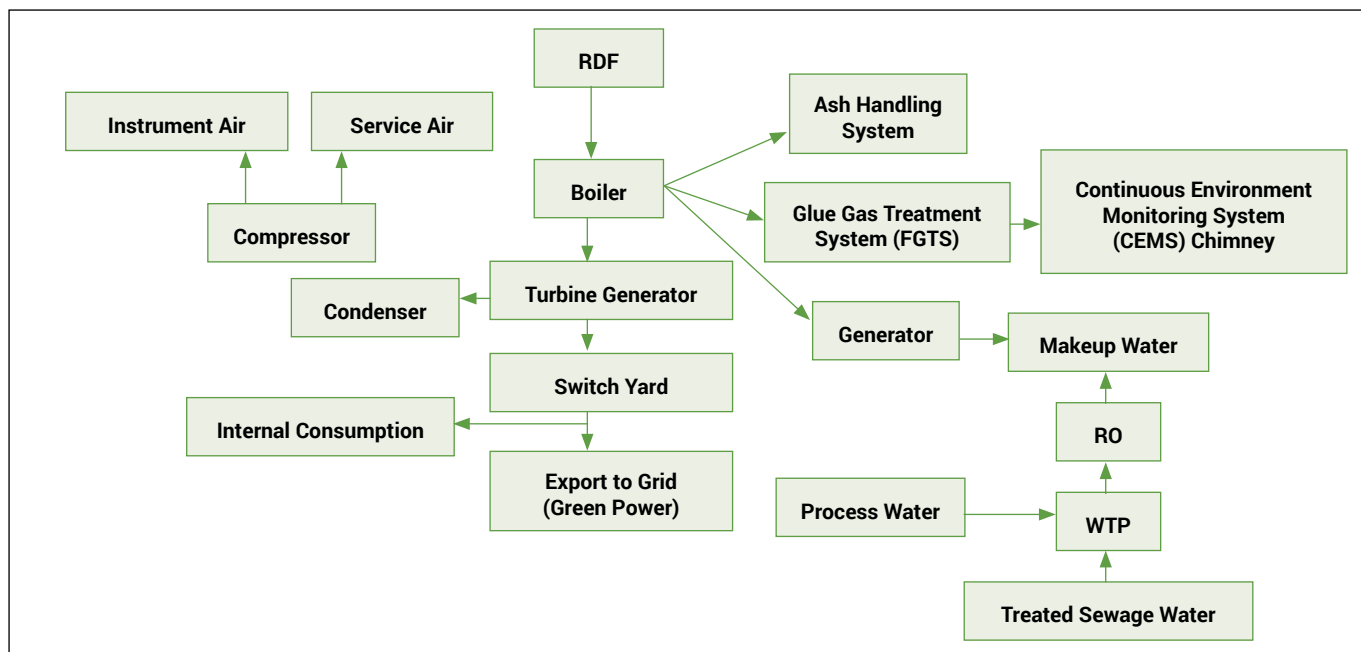 RDF
Ash Handling
System
Instrument Air
Service Air
Boiler
Glue Gas Treatment
System (FGTS)
Continuous Environment
Monitoring System
(CEMS) Chimney
Compressor
Turbine Generator
Condenser
Generator
Makeup Water
Switch Yard
Internal Consumption
RO
Export to Grid
(Green Power)
Process Water
WTP
Treated Sewage Water